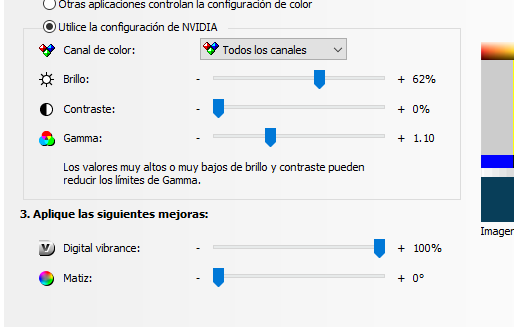 Otras aplicaciones controlan la configuración de color
Utilice la configuración de NVIDIA
Canal de color: Todos los canales
Brillo: - + 62%
Contraste: - + 0%
Gamma: - + 1.10
Los valores muy altos o muy bajos de brillo y contraste pueden
reducir los límites de Gamma.
3. Aplique las siguientes mejoras:
Imagen
Digital vibrance: - + 100%
Matiz: - + 0°